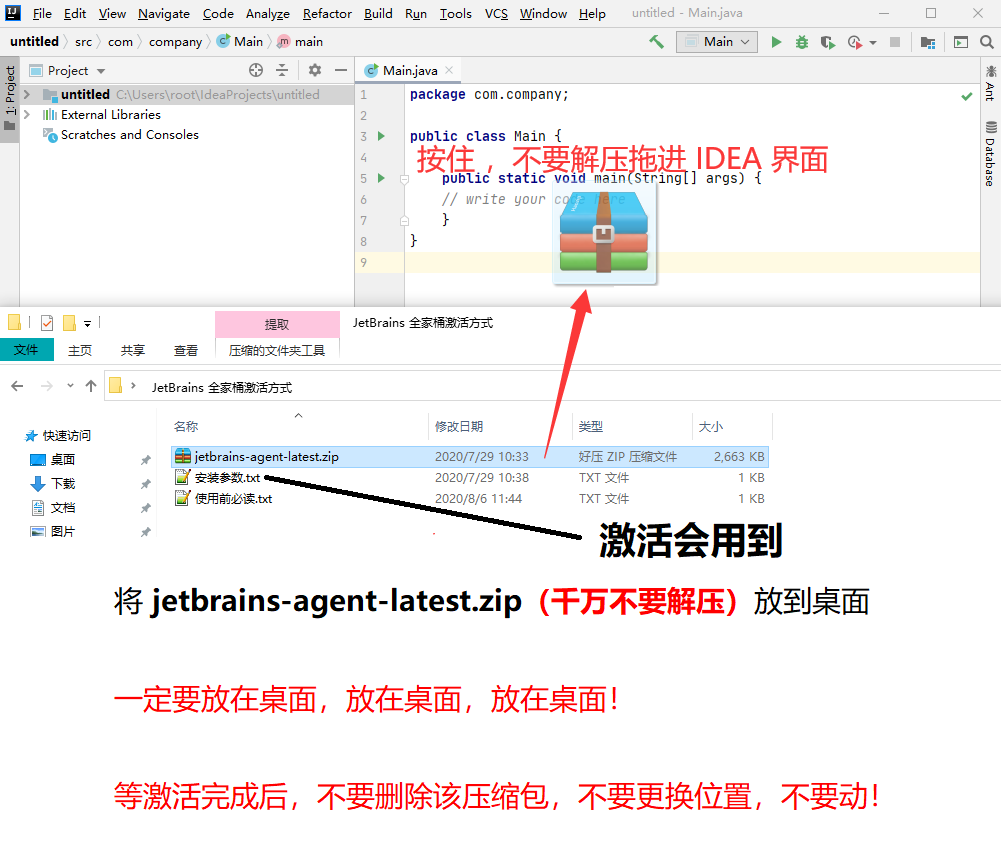 File Edit View Navigate Code Analyze Refactor Build Run Tools VCS Window Help untitled - Main.java
untitled src com company Main main
Main
Project
Main.java
1: Project
Ant
Database
untitled C:\Users\root\IdeaProjects\untitled
External Libraries
Scratches and Consoles
1 package com.company;
2
3 public class Main {
按住 ，不要解压拖进 IDEA 界面
4
5 public static void main(String[] args) {
6 // write your code here
7 }
8 }
9
提取
JetBrains 全家桶激活方式
文件 主页 共享 查看 压缩的文件夹工具
JetBrains 全家桶激活方式
名称 修改日期 类型 大小
快速访问
桌面
下载
文档
图片
jetbrains-agent-latest.zip 2020/7/29 10:33 好压 ZIP 压缩文件 2,663 KB
安装参数.txt 2020/7/29 10:38 TXT 文件 1 KB
使用前必读.txt 2020/8/6 11:44 TXT 文件 1 KB
激活会用到
将 jetbrains-agent-latest.zip（千万不要解压）放到桌面
一定要放在桌面，放在桌面，放在桌面！
等激活完成后，不要删除该压缩包，不要更换位置，不要动！